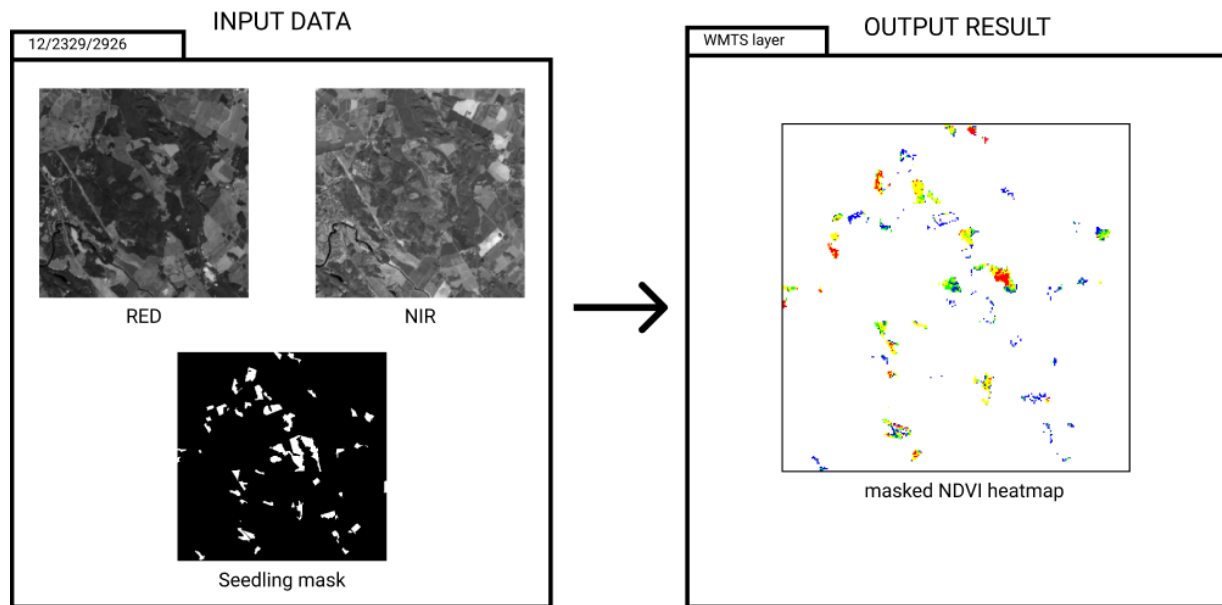 INPUT DATA
12/2329/2926
RED
NIR
Seedling mask
OUTPUT RESULT
WMTS layer
masked NDVI heatmap